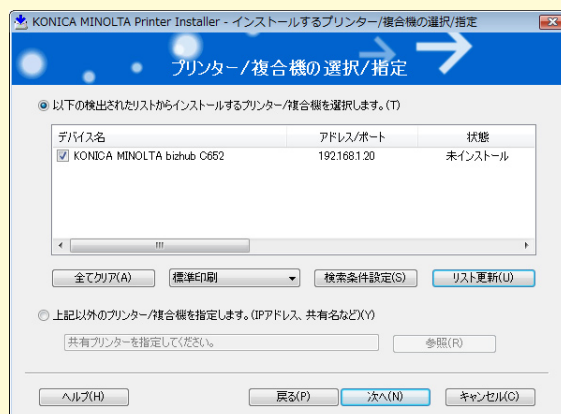 KONICA MINOLTA Printer Installer - インストールするプリンター/複合機の選択/指定
プリンター/複合機の選択/指定
以下の検出されたリストからインストールするプリンター/複合機を選択します。(T)
デバイス名 アドレス/ポート 状態
KONICA MINOLTA bizhub C652 192.168.1.20 未インストール
全てクリア(A) 標準印刷 検索条件設定(S) リスト更新(U)
上記以外のプリンター/複合機を指定します。(IPアドレス、共有名など)(Y)
共有プリンターを指定してください。 参照(R)
ヘルプ(H) 戻る(P) 次へ(N) キャンセル(C)